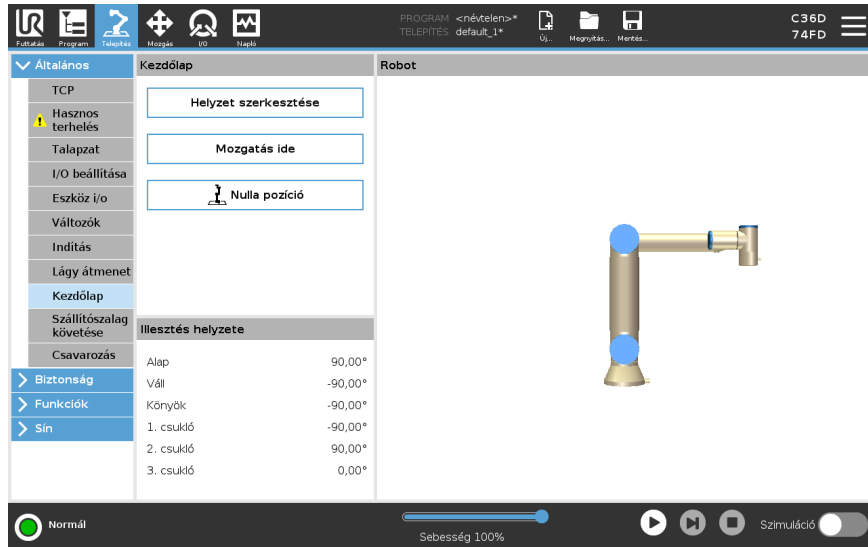 UR
PROGRAM <névtelen>*
TELEPÍTÉS default_1*
C36D
74FD
Futtatás Program Telepítés Mozgás I/O Napló Új... Megnyitás... Mentés...
Általános
TCP
Hasznos
terhelés
Talapzat
I/O beállítása
Eszköz i/o
Változók
Indítás
Lágy átmenet
Kezdőlap
Szállítószalag
követése
Csavarozás
Biztonság
Funkciók
Sín
Kezdőlap
Helyzet szerkesztése
Mozgatás ide
Nulla pozíció
Illesztés helyzete
Alap 90,00°
Váll -90,00°
Könyök -90,00°
1. csukló -90,00°
2. csukló 90,00°
3. csukló 0,00°
Robot
Normál
Sebesség 100%
Szimuláció